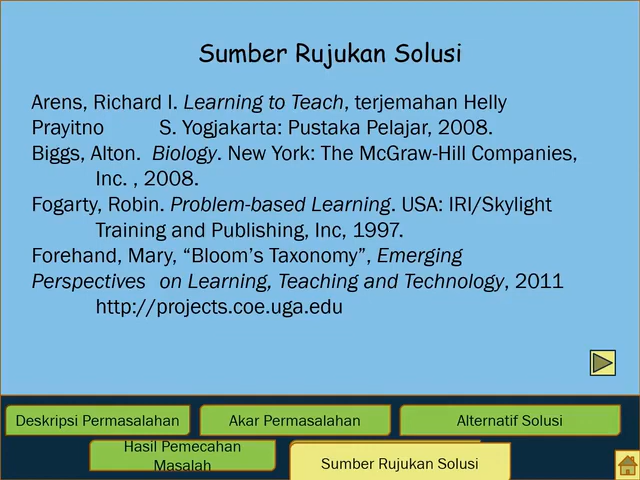 Sumber Rujukan Solusi
Arens, Richard I. Learning to Teach, terjemahan Helly
Prayitno S. Yogjakarta: Pustaka Pelajar, 2008.
Biggs, Alton. Biology. New York: The McGraw-Hill Companies,
Inc. , 2008.
Fogarty, Robin. Problem-based Learning. USA: IRI/Skylight
Training and Publishing, Inc, 1997.
Forehand, Mary, “Bloom’s Taxonomy”, Emerging
Perspectives on Learning, Teaching and Technology, 2011
http://projects.coe.uga.edu
Deskripsi Permasalahan
Akar Permasalahan
Alternatif Solusi
Hasil Pemecahan
Masalah
Sumber Rujukan Solusi